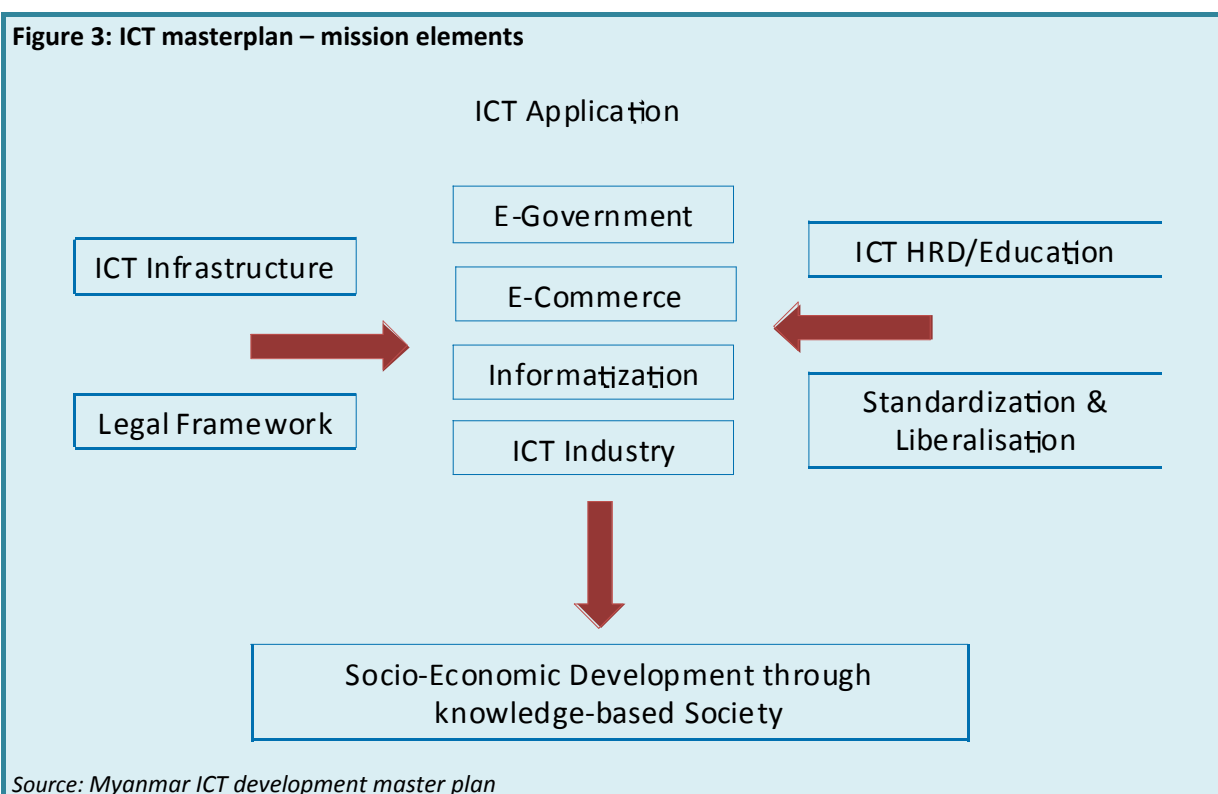 Figure 3: ICT masterplan – mission elements
ICT Application
E-Government
ICT Infrastructure
ICT HRD/Education
E-Commerce
Informatization
Legal Framework
Standardization &
Liberalisation
ICT Industry
Socio-Economic Development through
knowledge-based Society
Source: Myanmar ICT development master plan